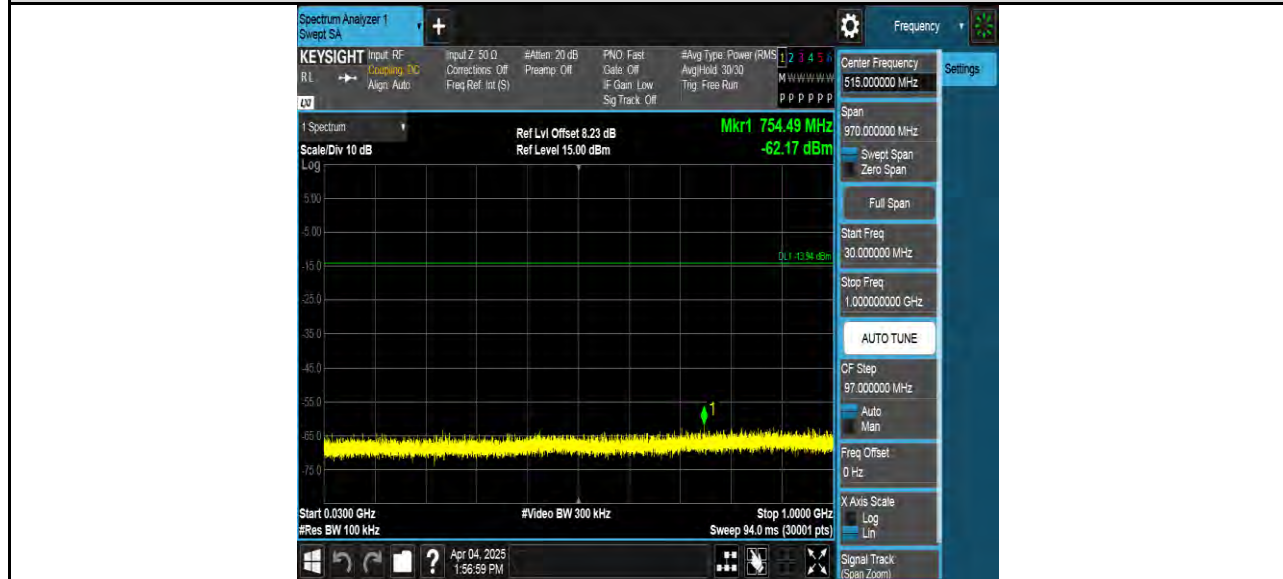 Spectrum Analyzer 1
Swept SA
+
Frequency
KEYSIGHT
Input: RF
Coupling: DC
Align: Auto
Input Z: 50 Ω
Corrections: Off
Freq Ref: Int (S)
#Atten: 20 dB
Preamp: Off
PNO: Fast
Gate: Off
IF Gain: Low
Sig Track: Off
#Avg Type: Power (RMS
Avg|Hold: 30/30
Trig: Free Run
1 2 3 4 5 6
M W W W W W
P P P P P P
RL
LXI
Center Frequency
515.000000 MHz
Settings
1 Spectrum
Scale/Div 10 dB
Ref Lvl Offset 8.23 dB
Ref Level 15.00 dBm
Mkr1 754.49 MHz
-62.17 dBm
Span
970.000000 MHz
Swept Span
Zero Span
Full Span
Start Freq
30.000000 MHz
Stop Freq
1.000000000 GHz
AUTO TUNE
CF Step
97.000000 MHz
Auto
Man
Freq Offset
0 Hz
X Axis Scale
Log
Lin
Signal Track
(Span Zoom)
Log
5.00
-5.00
DL1 -13.94 dBm
-15.0
-25.0
-35.0
-45.0
-55.0
1
-65.0
-75.0
Start 0.0300 GHz
#Video BW 300 kHz
Stop 1.0000 GHz
#Res BW 100 kHz
Sweep 94.0 ms (30001 pts)
?
Apr 04, 2025
1:56:59 PM